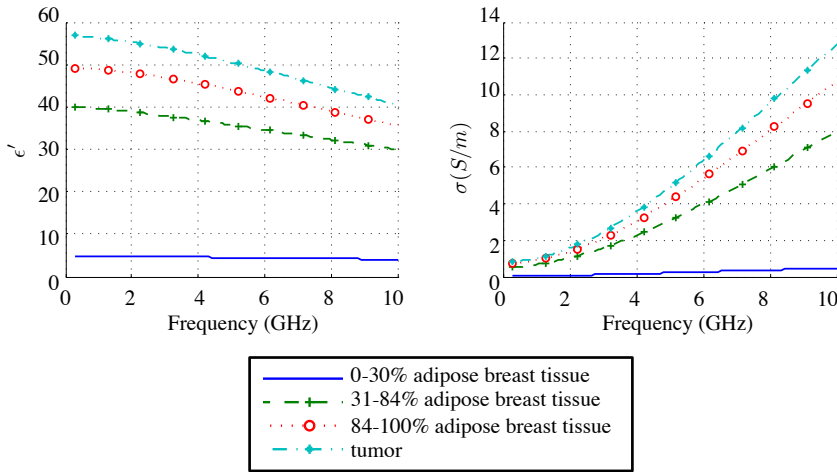 60
50
40
30
10
5
0
ϵ′
0 2 4 6 8 10
Frequency (GHz)
14
12
10
8
6
4
2
0
σ(S/m)
0 2 4 6 8 10
Frequency (GHz)
0-30% adipose breast tissue
31-84% adipose breast tissue
84-100% adipose breast tissue
tumor